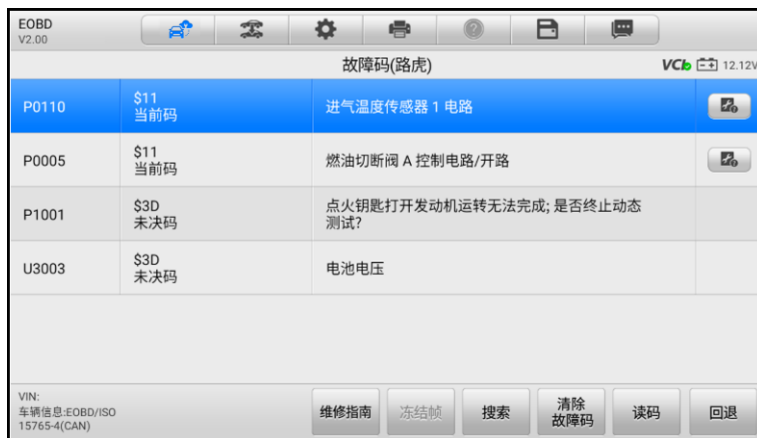 EOBD
V2.00
故障码(路虎)
VCI 12.12V
P0110
$11
当前码
进气温度传感器 1 电路
P0005
$11
当前码
燃油切断阀 A 控制电路/开路
P1001
$3D
未决码
点火钥匙打开发动机运转无法完成; 是否终止动态
测试?
U3003
$3D
未决码
电池电压
VIN:
车辆信息:EOBD/ISO
15765-4(CAN)
维修指南
冻结帧
搜索
清除
故障码
读码
回退